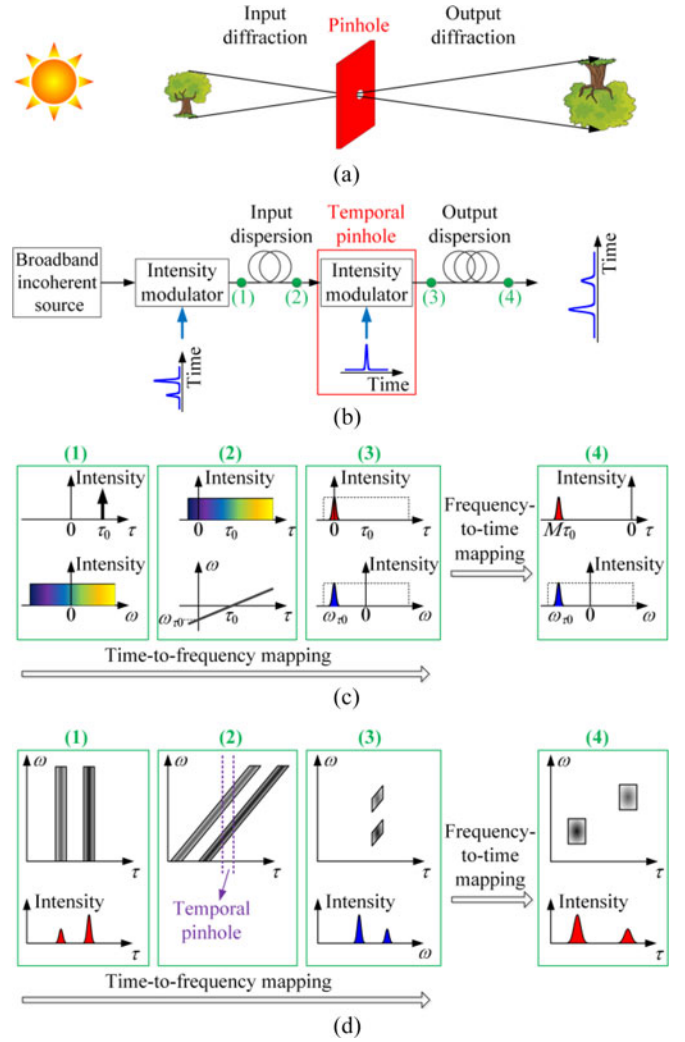 Input diffraction
Pinhole
Output diffraction
(a)
Broadband incoherent source
Intensity modulator
Input dispersion
(1)
(2)
Temporal pinhole
Intensity modulator
Time
Output dispersion
(3)
(4)
Time
Time
(b)
(1)
Intensity
0
τ0
τ
Intensity
0
ω
(2)
Intensity
0
τ0
τ
ω
ωτ0
τ0
τ
(3)
Intensity
0
τ0
τ
Intensity
ωτ0
0
ω
Frequency-to-time mapping
(4)
Intensity
Mτ0
0
τ
Intensity
ωτ0
0
ω
Time-to-frequency mapping
(c)
(1)
ω
τ
Intensity
τ
(2)
ω
τ
Temporal pinhole
(3)
ω
τ
Intensity
ω
Frequency-to-time mapping
(4)
ω
τ
Intensity
τ
Time-to-frequency mapping
(d)